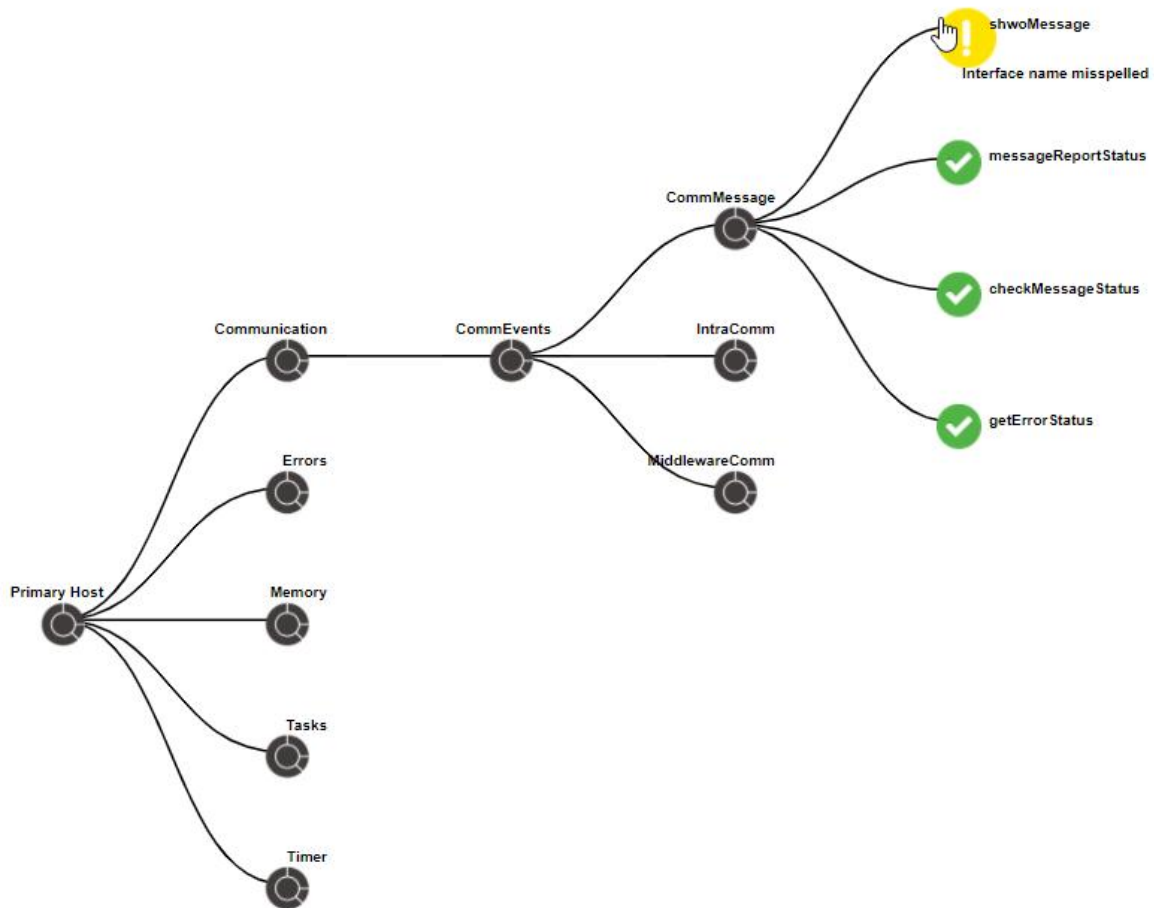 shwoMessage
Interface name misspelled
messageReportStatus
CommMessage
checkMessageStatus
Communication
CommEvents
IntraComm
getErrorStatus
Errors
MiddlewareComm
Primary Host
Memory
Tasks
Timer